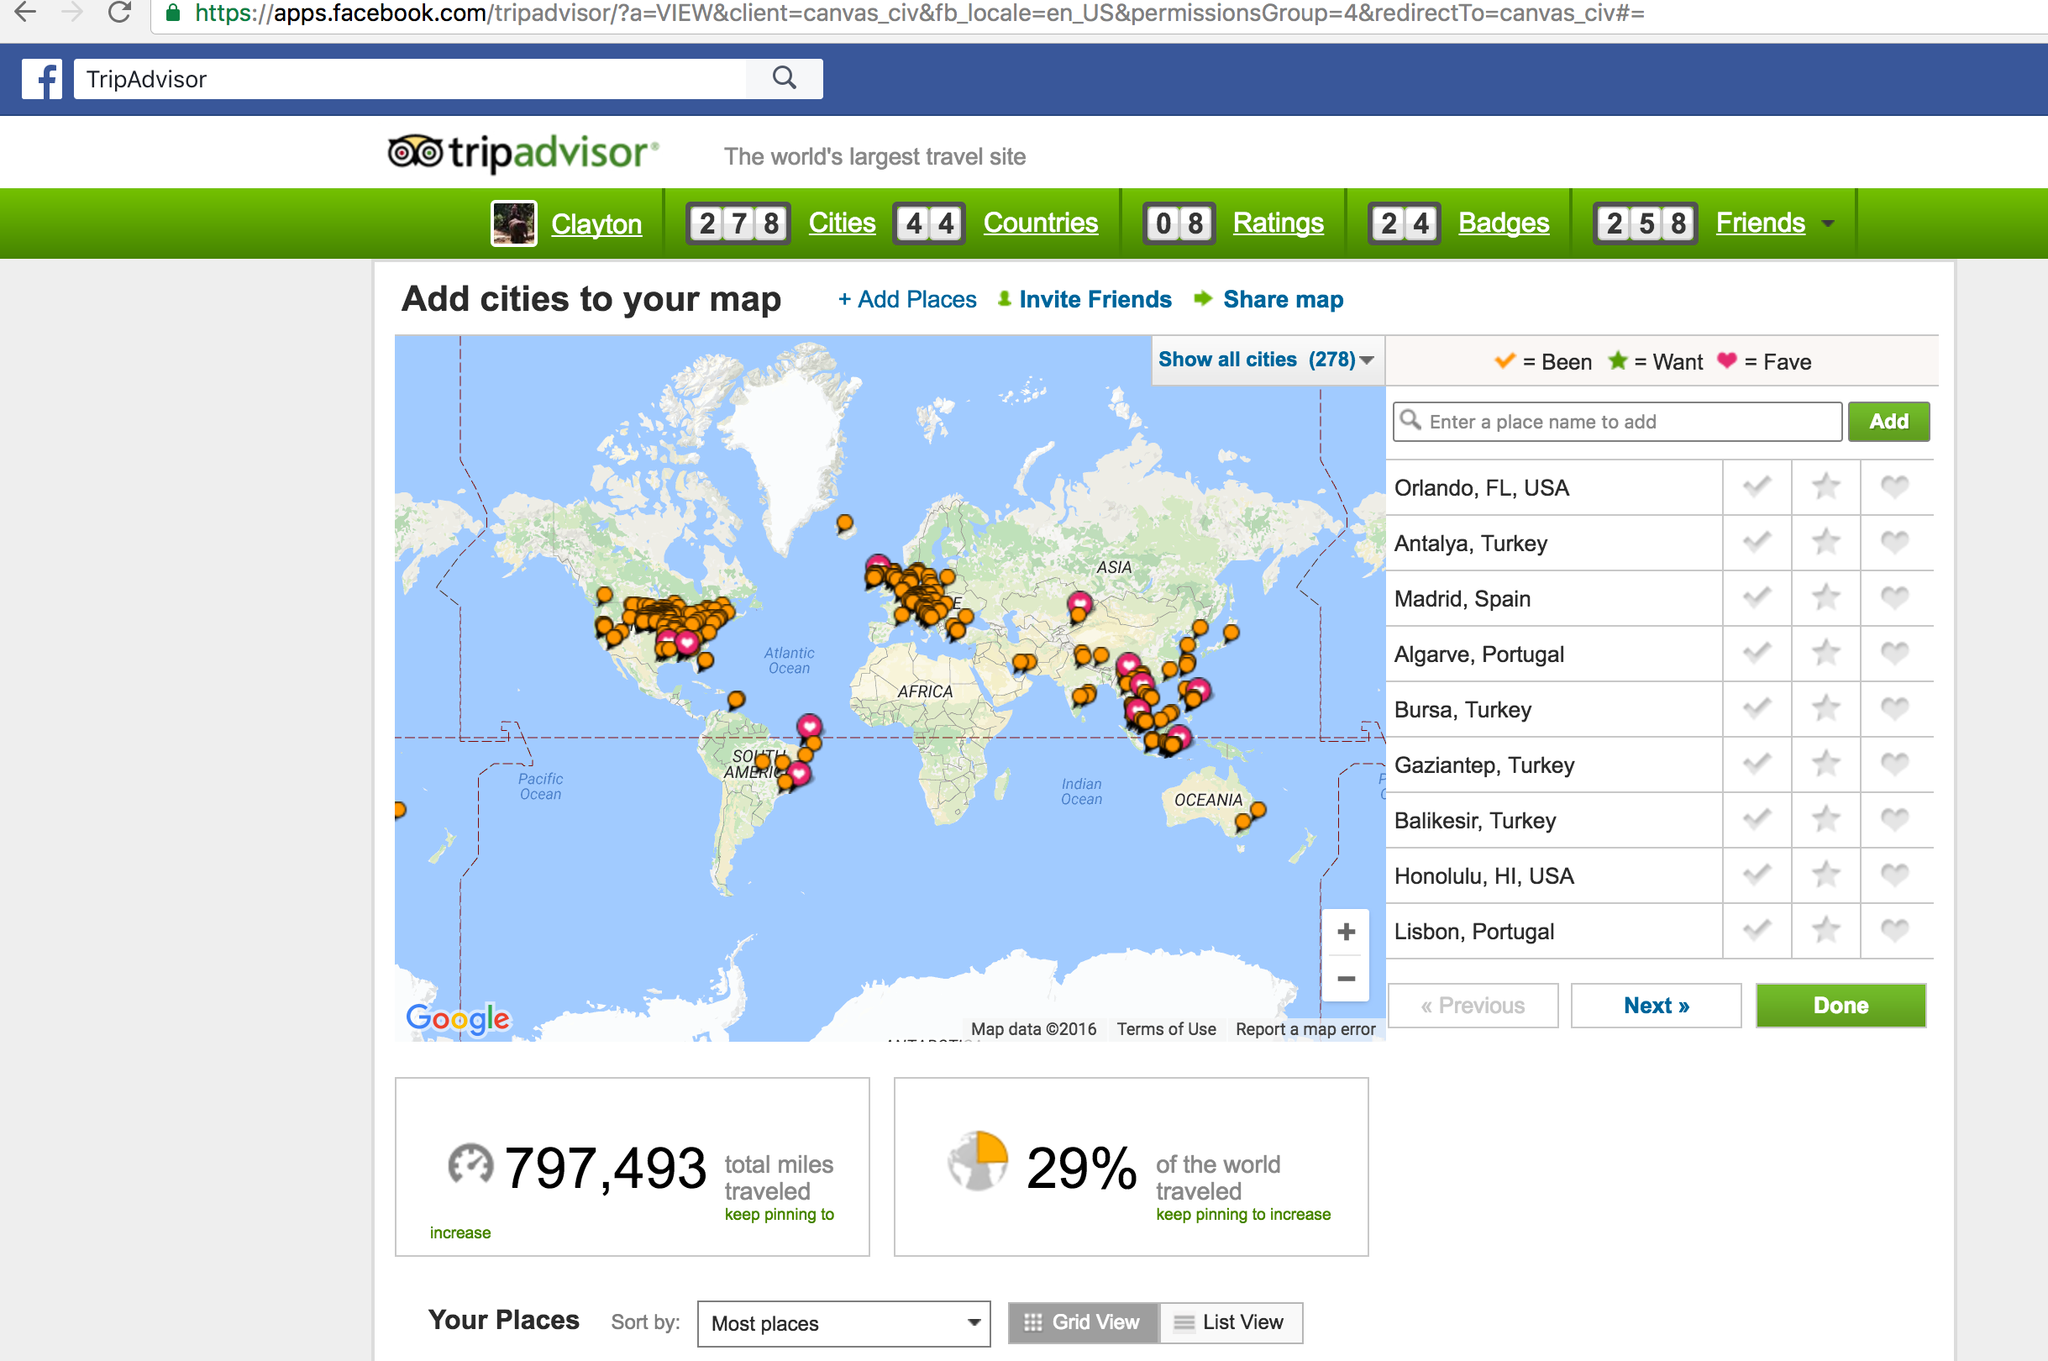 https://apps.facebook.com/tripadvisor/?a=VIEW&client=canvas_civ&fb_locale=en_US&permissionsGroup=4&redirectTo=canvas_civ#=
f TripAdvisor
tripadvisor® The world's largest travel site
Clayton 278 Cities 44 Countries 08 Ratings 24 Badges 258 Friends
Add cities to your map + Add Places Invite Friends Share map
Show all cities (278)
= Been = Want = Fave
Enter a place name to add Add
Orlando, FL, USA
Antalya, Turkey
Madrid, Spain
Algarve, Portugal
Bursa, Turkey
Gaziantep, Turkey
Balikesir, Turkey
Honolulu, HI, USA
Lisbon, Portugal
« Previous Next » Done
ASIA
Atlantic
Ocean
AFRICA
SOUTH
AMERIC
Pacific
Ocean
Indian
Ocean
OCEANIA
+
−
Google Map data ©2016 Terms of Use Report a map error
797,493 total miles
traveled
keep pinning to
increase
29% of the world
traveled
keep pinning to increase
Your Places Sort by: Most places Grid View List View